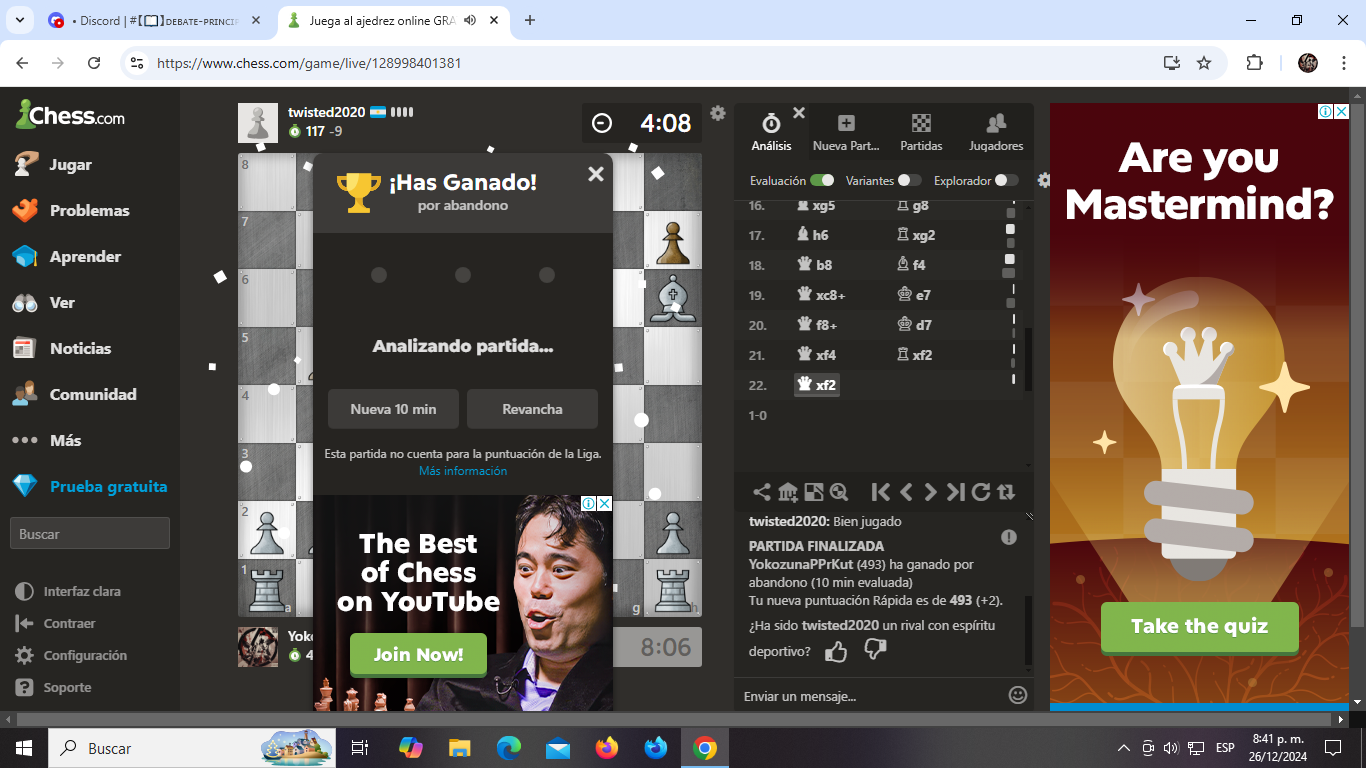 • Discord | #【📖】ᴅᴇʙᴀᴛᴇ-ᴘʀɪɴᴄɪᴘ
Juega al ajedrez online GRA
https://www.chess.com/game/live/128998401381
Chess.com
Jugar
Problemas
Aprender
Ver
Noticias
Comunidad
Más
Prueba gratuita
Buscar
Interfaz clara
Contraer
Configuración
Soporte
twisted2020
117 -9
4:08
8
7
6
5
4
3
2
1
a
g
h
¡Has Ganado!
por abandono
Analizando partida...
Nueva 10 min
Revancha
Esta partida no cuenta para la puntuación de la Liga.
Más información
The Best
of Chess
on YouTube
Join Now!
Yoko
4
8:06
Análisis
Nueva Part...
Partidas
Jugadores
Evaluación
Variantes
Explorador
16. xg5 g8
17. h6 xg2
18. b8 f4
19. xc8+ e7
20. f8+ d7
21. xf4 xf2
22. xf2
1-0
twisted2020: Bien jugado
PARTIDA FINALIZADA
YokozunaPPrKut (493) ha ganado por
abandono (10 min evaluada)
Tu nueva puntuación Rápida es de 493 (+2).
¿Ha sido twisted2020 un rival con espíritu
deportivo?
Enviar un mensaje...
Are you
Mastermind?
Take the quiz
Buscar
ESP
8:41 p. m.
26/12/2024